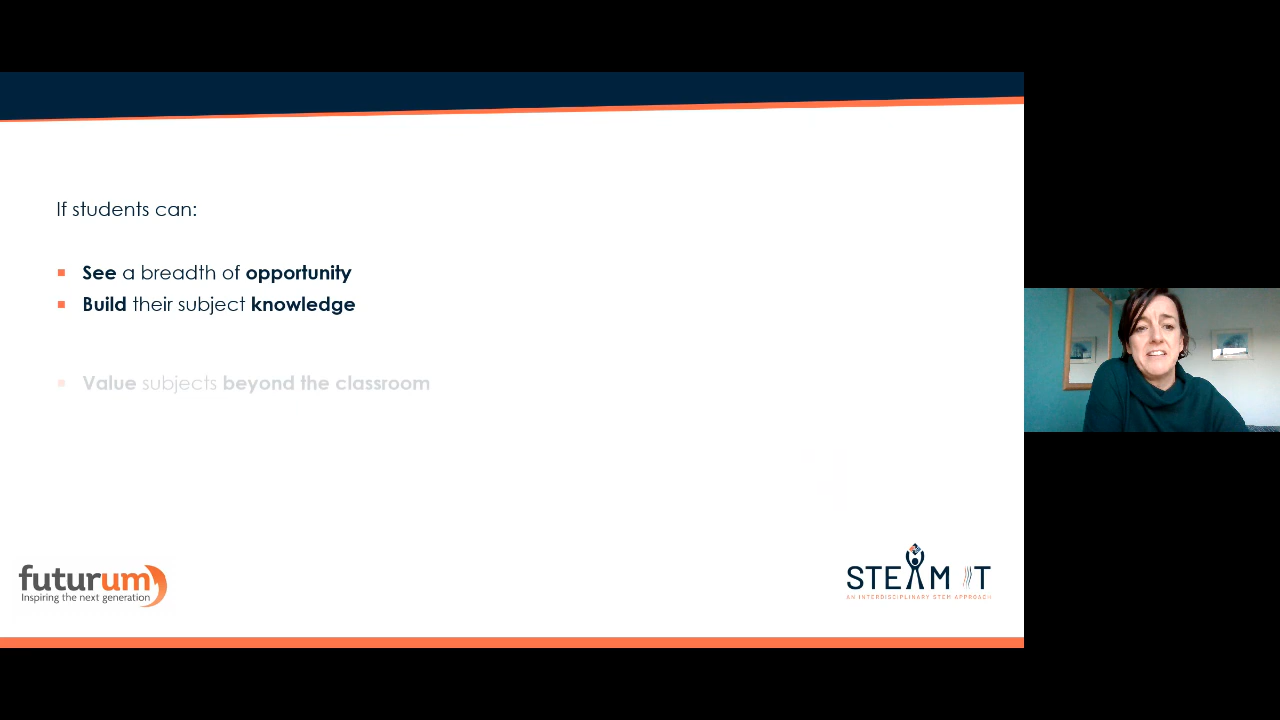 If students can:
See a breadth of opportunity
Build their subject knowledge
Value subjects beyond the classroom
futurum
Inspiring the next generation
STEAM IT
AN INTERDISCIPLINARY STEM APPROACH